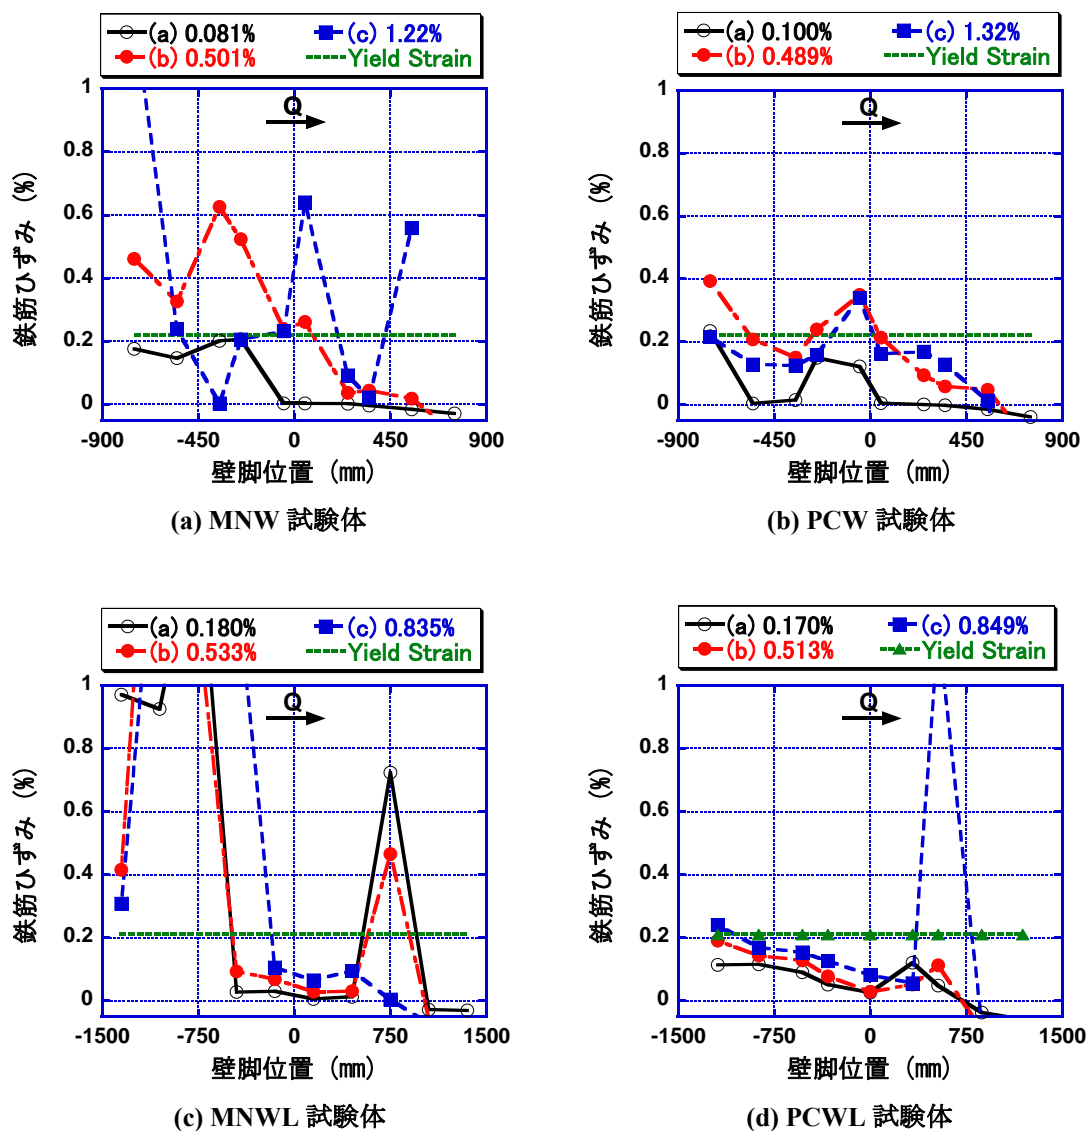 (a) 0.081% (c) 1.22%
(b) 0.501% Yield Strain
Q
鉄筋ひずみ (%)
1
0.8
0.6
0.4
0.2
0
-900 -450 0 450 900
壁脚位置 (㎜)
(a) MNW 試験体
(a) 0.100% (c) 1.32%
(b) 0.489% Yield Strain
Q
鉄筋ひずみ (%)
1
0.8
0.6
0.4
0.2
0
-900 -450 0 450 900
壁脚位置 (㎜)
(b) PCW 試験体
(a) 0.180% (c) 0.835%
(b) 0.533% Yield Strain
Q
鉄筋ひずみ (%)
1
0.8
0.6
0.4
0.2
0
-1500 -750 0 750 1500
壁脚位置 (㎜)
(c) MNWL 試験体
(a) 0.170% (c) 0.849%
(b) 0.513% Yield Strain
Q
鉄筋ひずみ (%)
1
0.8
0.6
0.4
0.2
0
-1500 -750 0 750 1500
壁脚位置 (㎜)
(d) PCWL 試験体